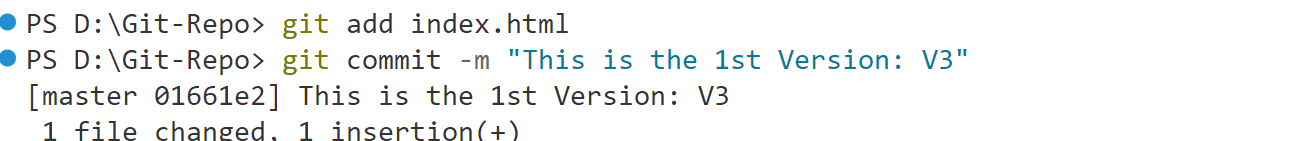 PS D:\Git-Repo> git add index.html
PS D:\Git-Repo> git commit -m "This is the 1st Version: V3"
[master 01661e2] This is the 1st Version: V3
1 file changed, 1 insertion(+)